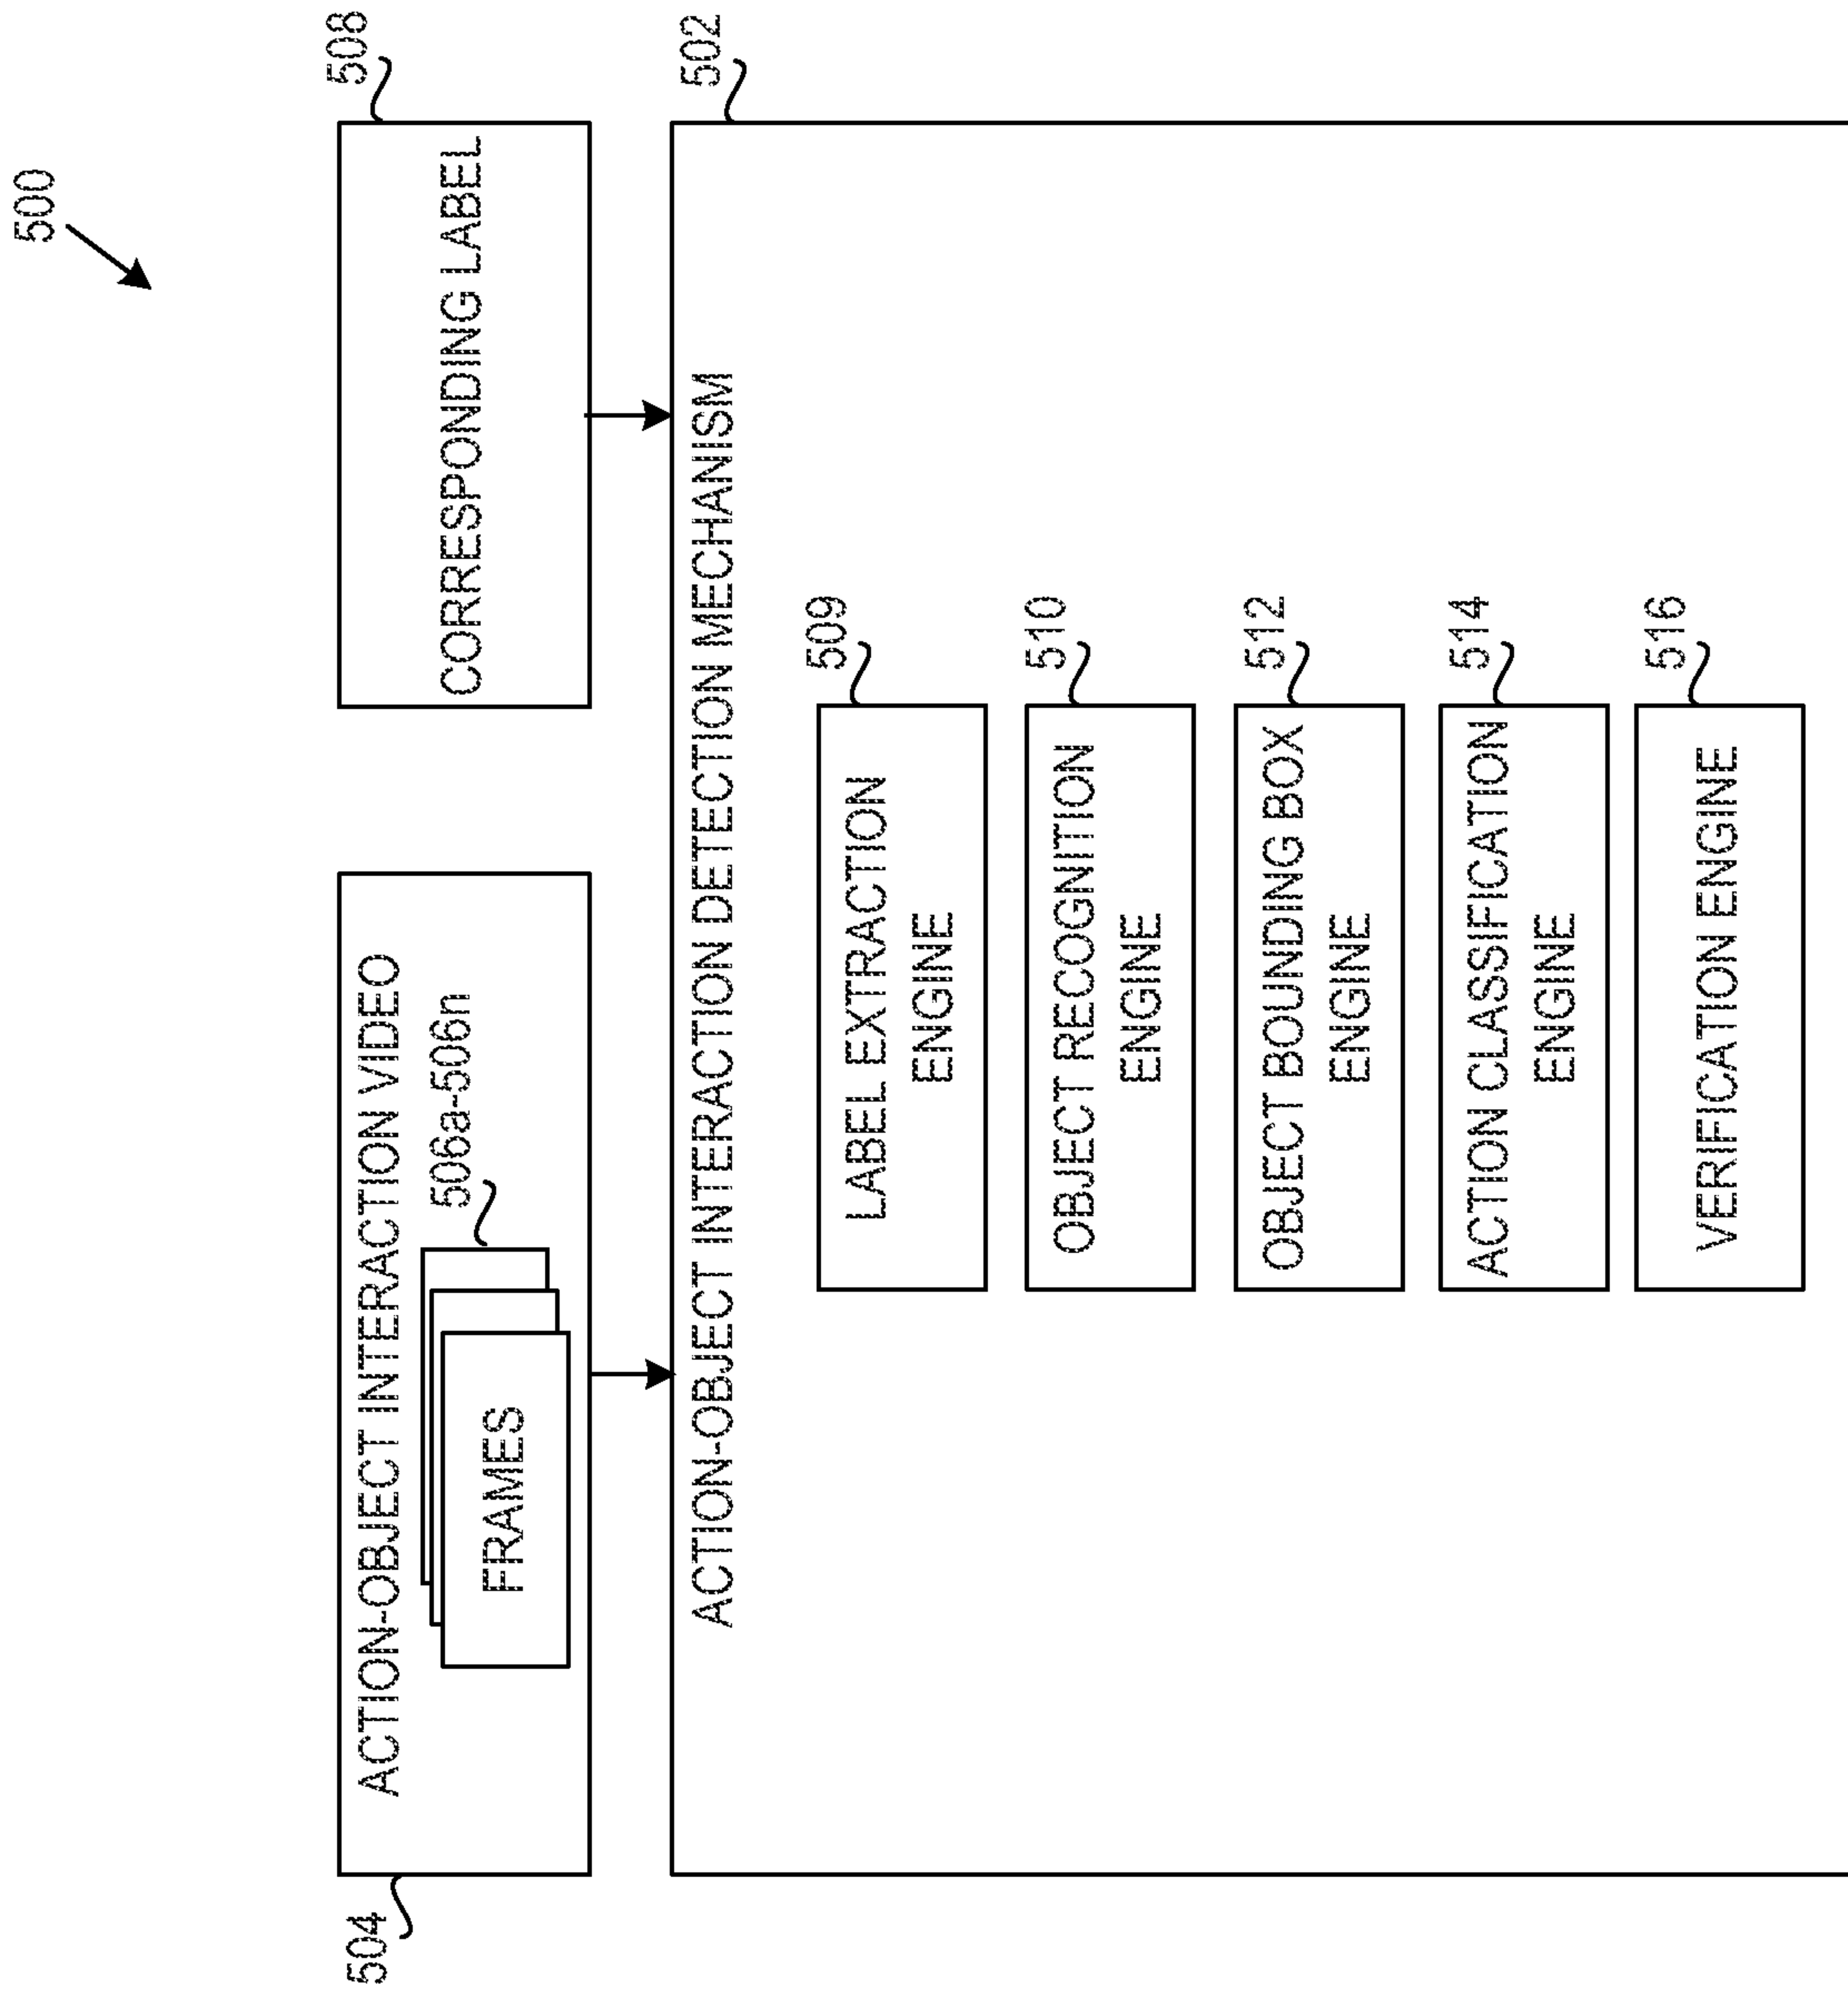 500
508
504
ACTION-OBJECT INTERACTION VIDEO
506a-506n
FRAMES
CORRESPONDING LABEL
502
ACTION-OBJECT INTERACTION DETECTION MECHANISM
509
LABEL EXTRACTION
ENGINE
510
OBJECT RECOGNITION
ENGINE
512
OBJECT BOUNDING BOX
ENGINE
514
ACTION CLASSIFICATION
ENGINE
516
VERIFICATION ENGINE